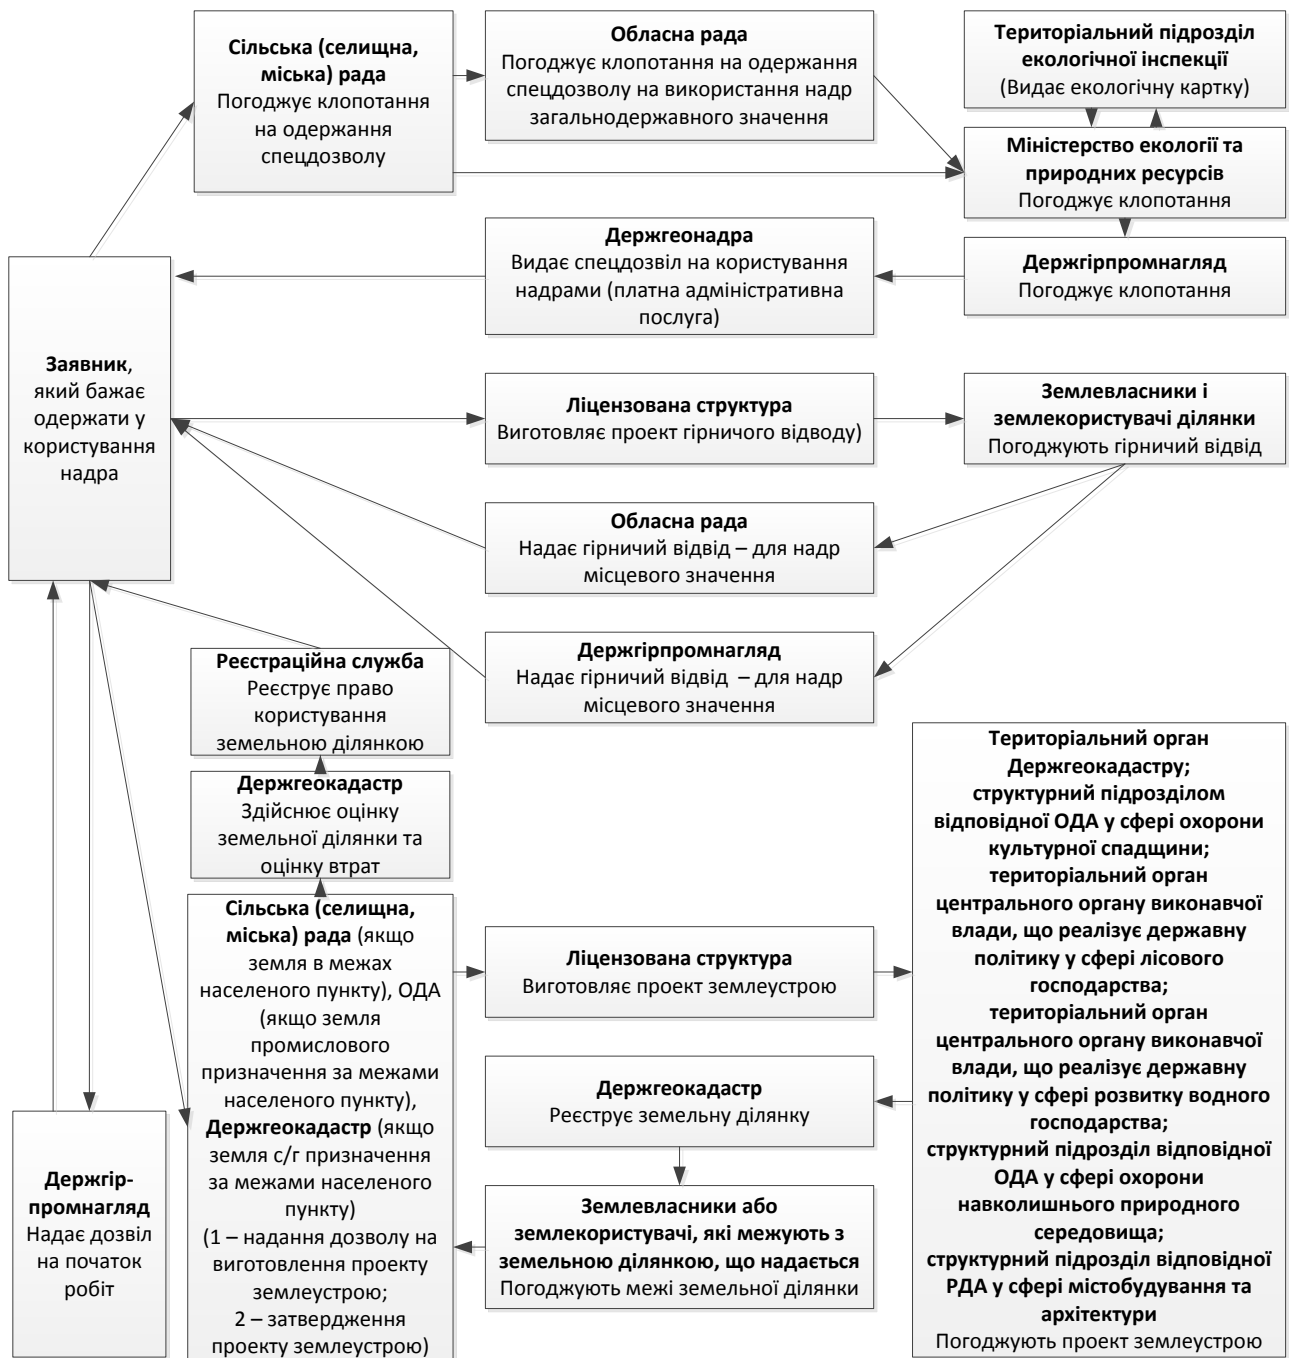 Сільська (селищна,
міська) рада
Погоджує клопотання
на одержання
спецдозволу
Обласна рада
Погоджує клопотання на одержання
спецдозволу на використання надр
загальнодержавного значення
Територіальний підрозділ
екологічної інспекції
(Видає екологічну картку)
Міністерство екології та
природних ресурсів
Погоджує клопотання
Держгеонадра
Видає спецдозвіл на користування
надрами (платна адміністративна
послуга)
Держгірпромнагляд
Погоджує клопотання
Заявник,
який бажає
одержати у
користування
надра
Ліцензована структура
Виготовляє проект гірничого відводу)
Землевласники і
землекористувачі ділянки
Погоджують гірничий відвід
Обласна рада
Надає гірничий відвід – для надр
місцевого значення
Держгірпромнагляд
Надає гірничий відвід – для надр
місцевого значення
Реєстраційна служба
Реєструє право
користування
земельною ділянкою
Держгеокадастр
Здійснює оцінку
земельної ділянки та
оцінку втрат
Сільська (селищна,
міська) рада (якщо
земля в межах
населеного пункту), ОДА
(якщо земля
промислового
призначення за межами
населеного пункту),
Держгеокадастр (якщо
земля с/г призначення
за межами населеного
пункту)
(1 – надання дозволу на
виготовлення проекту
землеустрою;
2 – затвердження
проекту землеустрою)
Ліцензована структура
Виготовляє проект землеустрою
Територіальний орган
Держгеокадастру;
структурний підрозділом
відповідної ОДА у сфері охорони
культурної спадщини;
територіальний орган
центрального органу виконавчої
влади, що реалізує державну
політику у сфері лісового
господарства;
територіальний орган
центрального органу виконавчої
влади, що реалізує державну
політику у сфері розвитку водного
господарства;
структурний підрозділ відповідної
ОДА у сфері охорони
навколишнього природного
середовища;
структурний підрозділ відповідної
РДА у сфері містобудування та
архітектури
Погоджують проект землеустрою
Держгеокадастр
Реєструє земельну ділянку
Землевласники або
землекористувачі, які межують з
земельною ділянкою, що надається
Погоджують межі земельної ділянки
Держгір-
промнагляд
Надає дозвіл
на початок
робіт